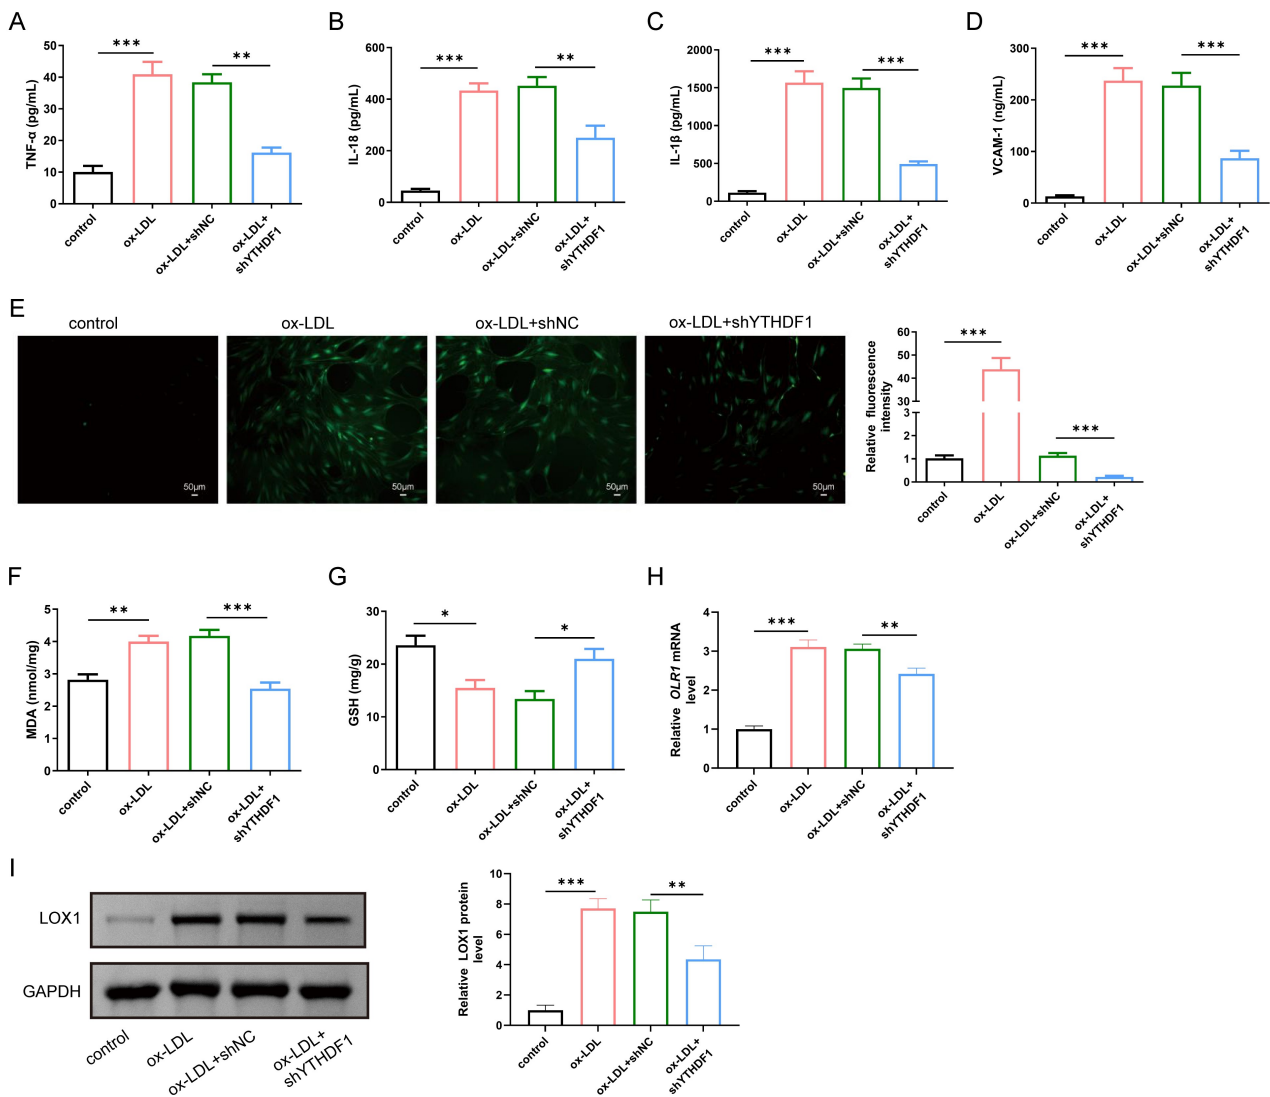 A
TNF-α (pg/mL)
50
40
30
20
10
0
***
**
control
ox-LDL
ox-LDL+shNC
ox-LDL+
shYTHDF1
B
IL-18 (pg/mL)
600
400
200
0
***
**
control
ox-LDL
ox-LDL+shNC
ox-LDL+
shYTHDF1
C
IL-1β (pg/mL)
2000
1500
1000
500
0
***
***
control
ox-LDL
ox-LDL+shNC
ox-LDL+
shYTHDF1
D
VCAM-1 (ng/mL)
300
200
100
0
***
***
control
ox-LDL
ox-LDL+shNC
ox-LDL+
shYTHDF1
E
control
ox-LDL
ox-LDL+shNC
ox-LDL+shYTHDF1
50μm
50μm
50μm
50μm
Relative fluorescence
intensity
60
50
40
30
3
2
1
0
***
***
control
ox-LDL
ox-LDL+shNC
ox-LDL+
shYTHDF1
F
MDA (nmol/mg)
5
4
3
2
1
0
**
***
control
ox-LDL
ox-LDL+shNC
ox-LDL+
shYTHDF1
G
GSH (mg/g)
30
20
10
0
*
*
control
ox-LDL
ox-LDL+shNC
ox-LDL+
shYTHDF1
H
Relative OLR1 mRNA
level
4
3
2
1
0
***
**
control
ox-LDL
ox-LDL+shNC
ox-LDL+
shYTHDF1
I
LOX1
GAPDH
control
ox-LDL
ox-LDL+shNC
ox-LDL+
shYTHDF1
Relative LOX1 protein
level
10
8
6
4
2
0
***
**
control
ox-LDL
ox-LDL+shNC
ox-LDL+
shYTHDF1